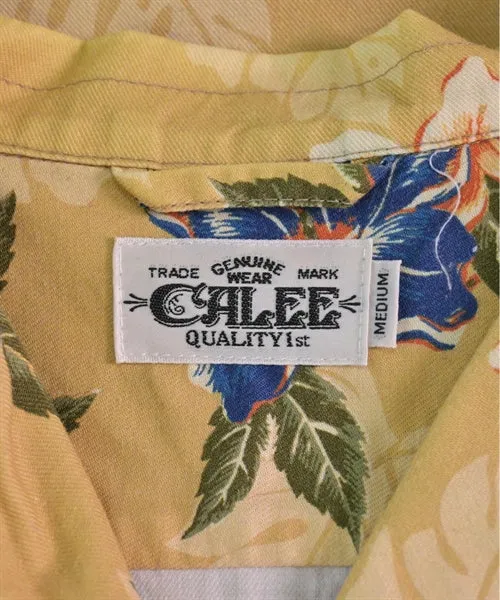 TRADE GENUINE MARK
WEAR
CALEE
QUALITY 1st
MEDIUM